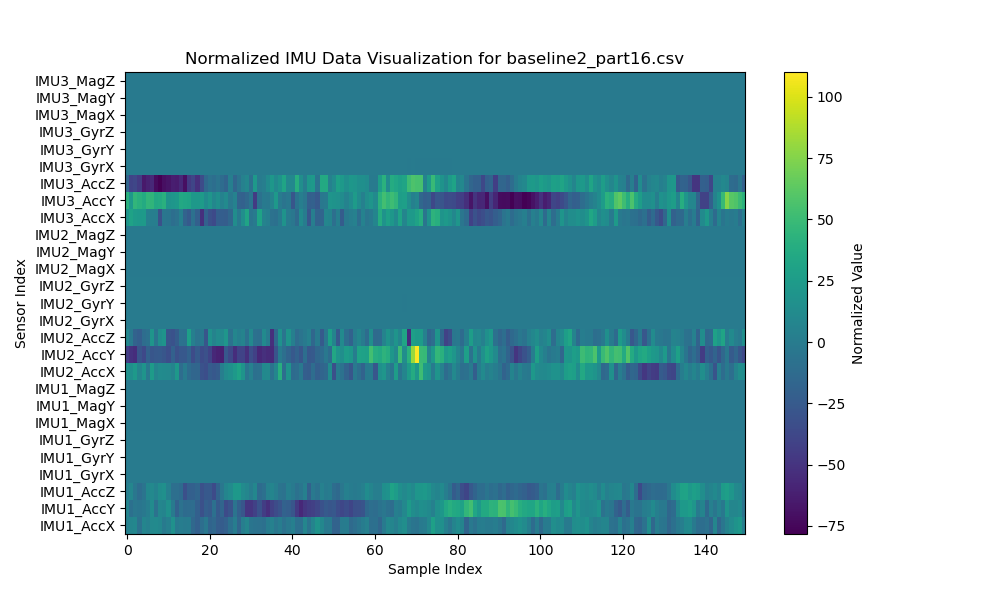 Normalized IMU Data Visualization for baseline2_part16.csv
IMU3_MagZ
IMU3_MagY
IMU3_MagX
IMU3_GyrZ
IMU3_GyrY
IMU3_GyrX
IMU3_AccZ
IMU3_AccY
IMU3_AccX
IMU2_MagZ
IMU2_MagY
IMU2_MagX
IMU2_GyrZ
IMU2_GyrY
IMU2_GyrX
IMU2_AccZ
IMU2_AccY
IMU2_AccX
IMU1_MagZ
IMU1_MagY
IMU1_MagX
IMU1_GyrZ
IMU1_GyrY
IMU1_GyrX
IMU1_AccZ
IMU1_AccY
IMU1_AccX
Sensor Index
0 20 40 60 80 100 120 140
Sample Index
100
75
50
25
0
−25
−50
−75
Normalized Value